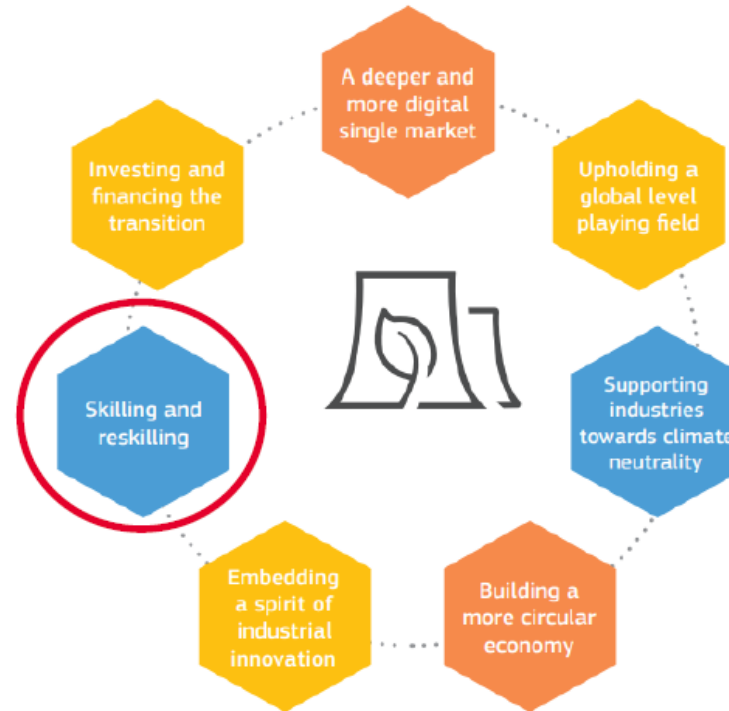 A deeper and
more digital
single market
Upholding a
global level
playing field
Supporting
industries
towards climate
neutrality
Building a
more circular
economy
Embedding
a spirit of
industrial
innovation
Skilling and
reskilling
Investing and
financing the
transition